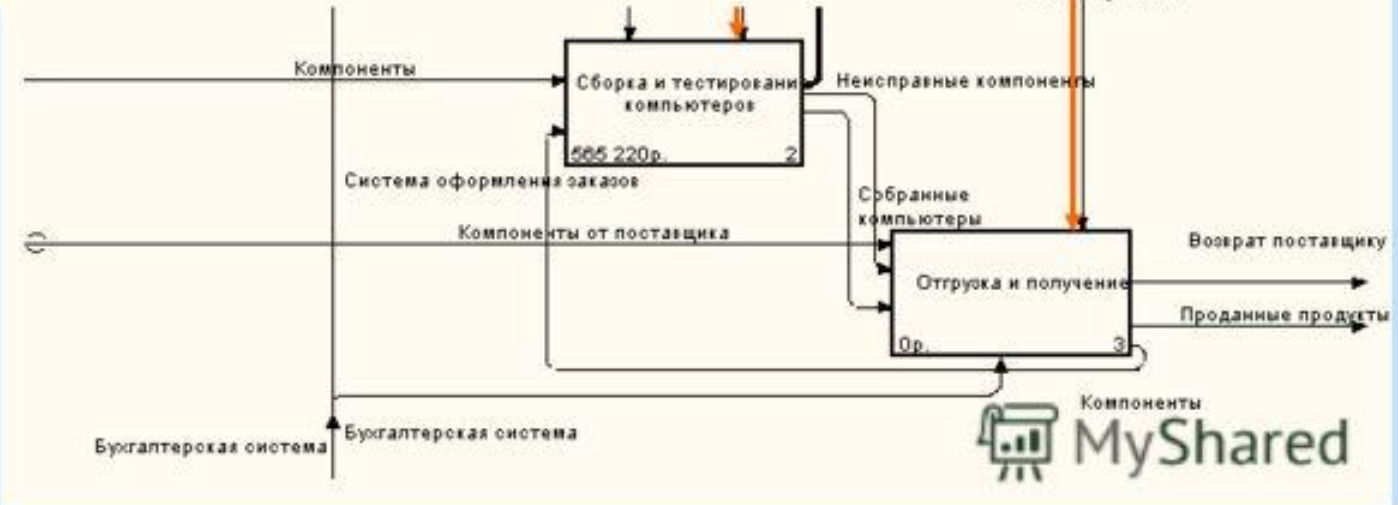 Компоненты
Сборка и тестировани
компьютеров
565 220р.
2
Неисправные компоненты
Система оформления заказов
Собранные
компьютеры
Компоненты от поставщика
Возврат поставщику
Отгрузка и получение
Проданные продукты
0р.
3
Компоненты
Бухгалтерская система
Бухгалтерская система
MyShared